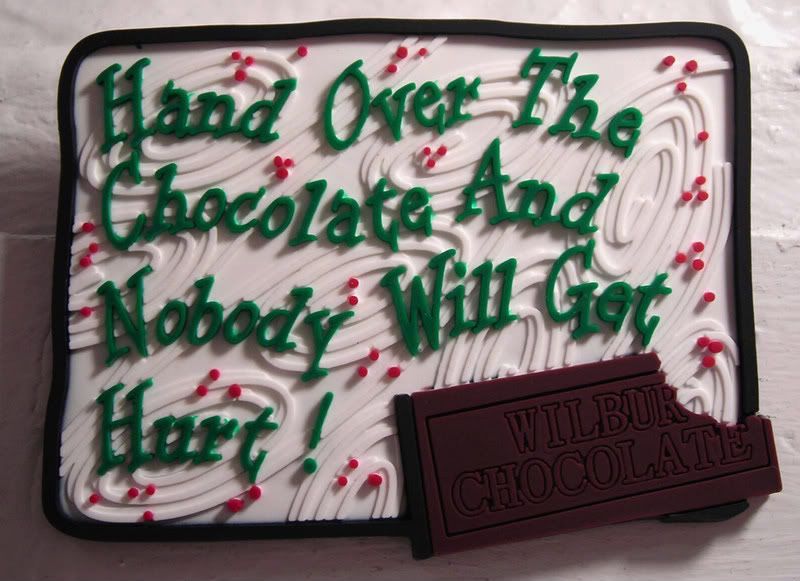 Hand Over The
Chocolate And
Nobody Will Get
Hurt!
WILBUR
CHOCOLATE